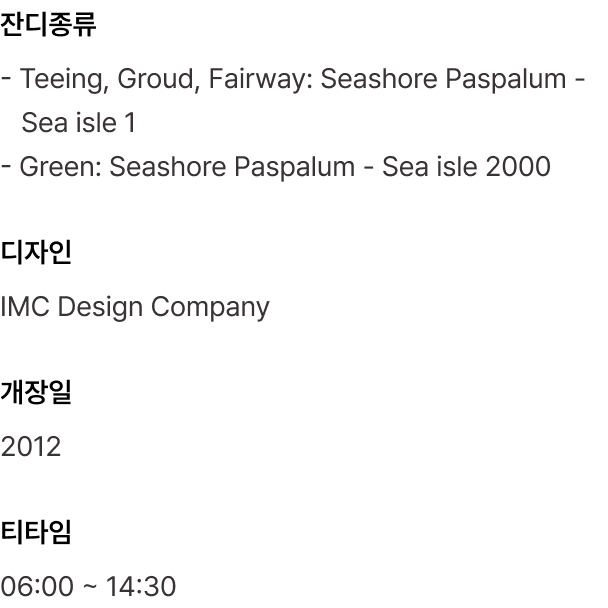 잔디종류
- Teeing, Groud, Fairway: Seashore Paspalum -
Sea isle 1
- Green: Seashore Paspalum - Sea isle 2000
디자인
IMC Design Company
개장일
2012
티타임
06:00 ~ 14:30